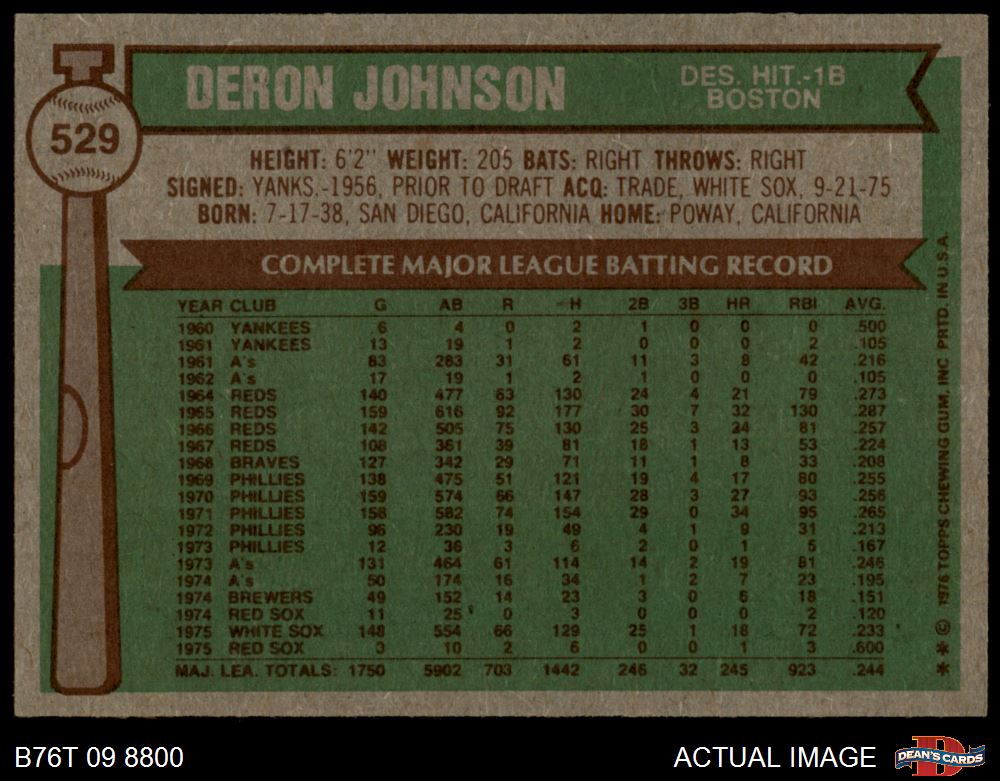 529
DERON JOHNSON
DES. HIT.-1B
BOSTON
HEIGHT: 6'2" WEIGHT: 205 BATS: RIGHT THROWS: RIGHT
SIGNED: YANKS.-1956, PRIOR TO DRAFT ACQ: TRADE, WHITE SOX, 9-21-75
BORN: 7-17-38, SAN DIEGO, CALIFORNIA HOME: POWAY, CALIFORNIA
COMPLETE MAJOR LEAGUE BATTING RECORD
YEAR CLUB G AB R H 2B 3B HR RBI AVG.
1960 YANKEES 6 4 0 2 1 0 0 0 .500
1961 YANKEES 13 19 1 2 0 0 0 2 .105
1961 A's 83 283 31 61 11 3 8 42 .216
1962 A's 17 19 1 2 1 0 0 0 .105
1964 REDS 140 477 63 130 24 4 21 79 .273
1965 REDS 159 616 92 177 30 7 32 130 .287
1966 REDS 142 505 75 130 25 3 24 81 .257
1967 REDS 108 361 39 81 18 1 13 53 .224
1968 BRAVES 127 342 29 71 11 1 8 33 .208
1969 PHILLIES 138 475 51 121 19 4 17 80 .255
1970 PHILLIES 159 574 66 147 28 3 27 93 .256
1971 PHILLIES 158 582 74 154 29 0 34 95 .265
1972 PHILLIES 96 230 19 49 4 1 9 31 .213
1973 PHILLIES 12 36 3 6 2 0 1 5 .167
1973 A's 131 464 61 114 14 2 19 81 .246
1974 A's 50 174 16 34 1 2 7 23 .195
1974 BREWERS 49 152 14 23 3 0 6 18 .151
1974 RED SOX 11 25 0 3 0 0 0 2 .120
1975 WHITE SOX 148 554 66 129 25 1 18 72 .233
1975 RED SOX 3 10 2 6 0 0 1 3 .600
MAJ. LEA. TOTALS: 1750 5902 703 1442 246 32 245 923 .244
* * © 1976 TOPPS CHEWING GUM, INC. PRTD. IN U.S.A.
B76T 09 8800
ACTUAL IMAGE
D
DEAN'S CARDS